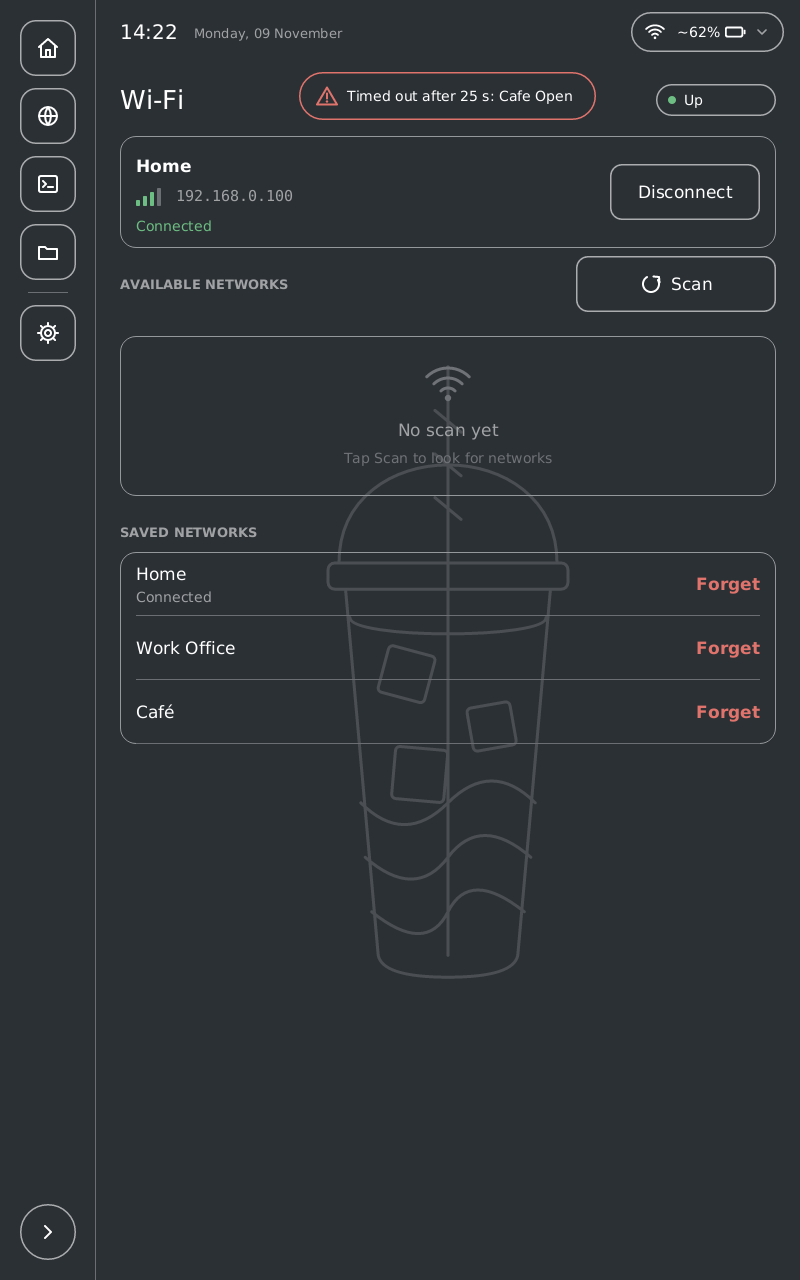 14:22 Monday, 09 November
~62%
Wi-Fi
Timed out after 25 s: Cafe Open
Up
Home
192.168.0.100
Connected
Disconnect
AVAILABLE NETWORKS
Scan
No scan yet
Tap Scan to look for networks
SAVED NETWORKS
Home
Connected
Forget
Work Office
Forget
Café
Forget